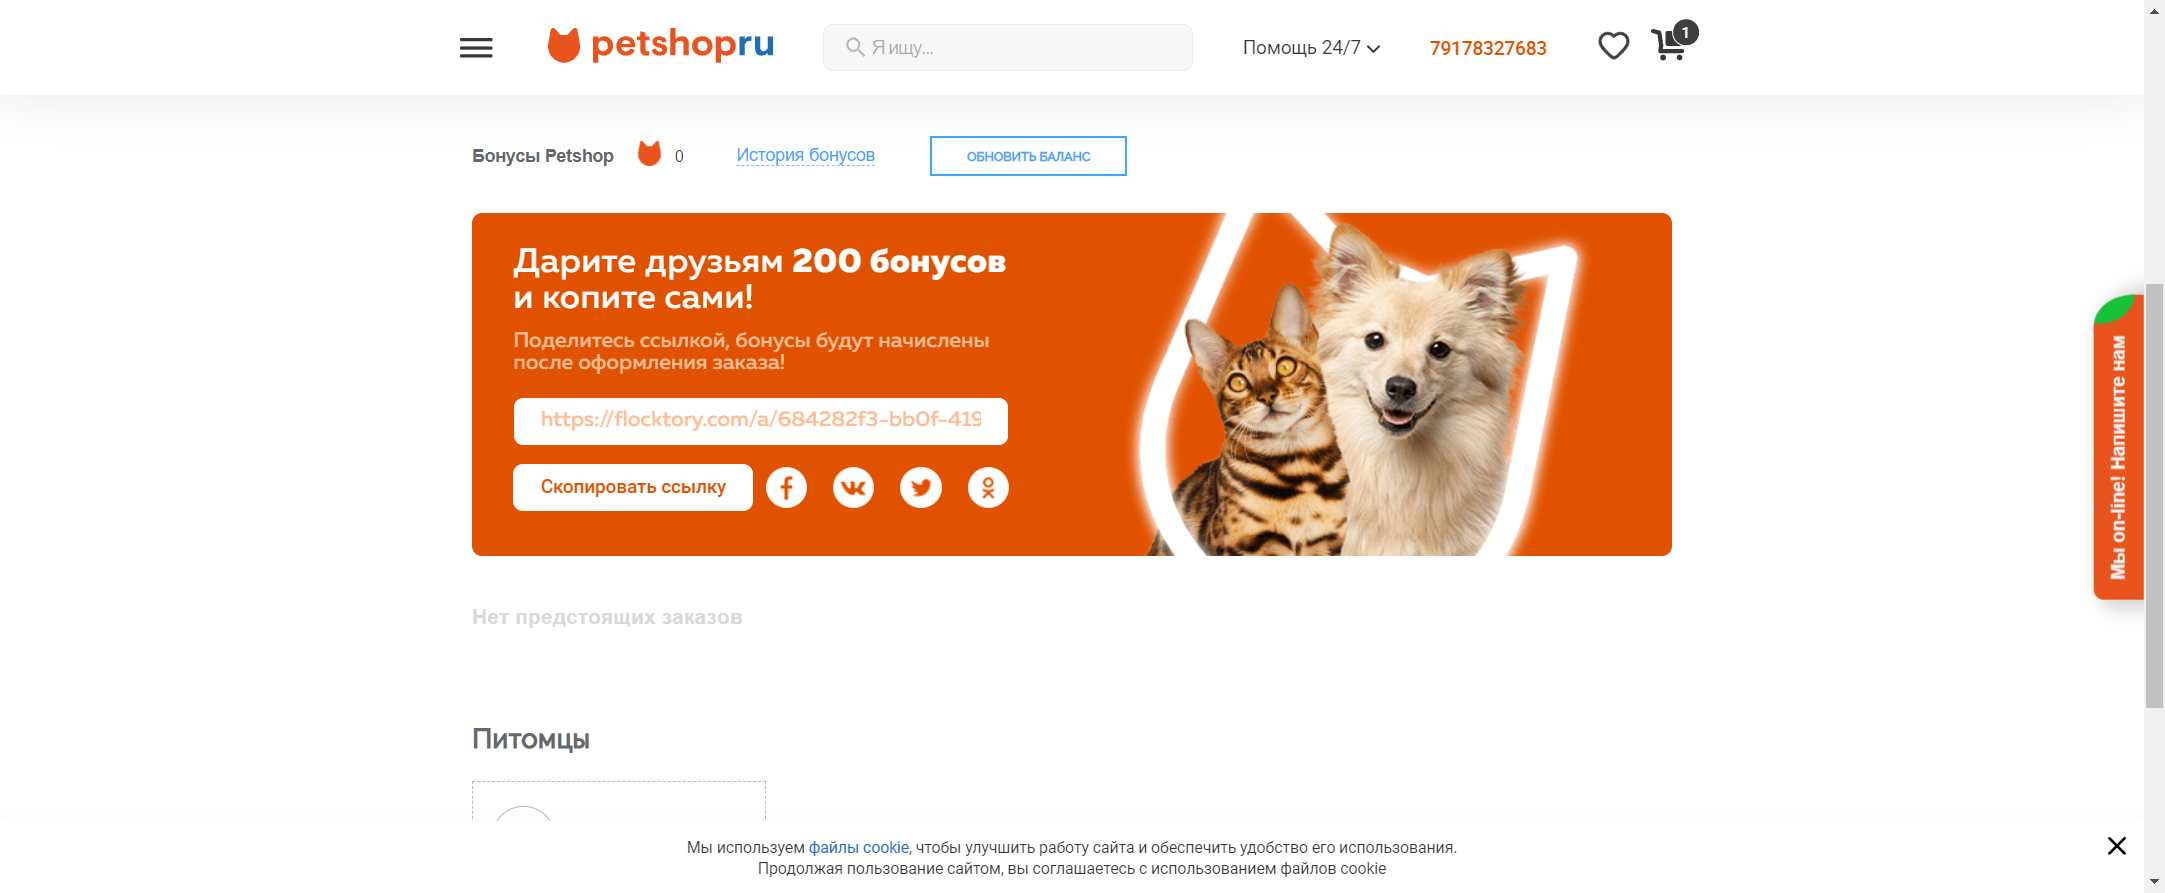 petshopru
Я ищу...
Помощь 24/7
79178327683
1
Бонусы Petshop
0
История бонусов
ОБНОВИТЬ БАЛАНС
Дарите друзьям 200 бонусов
и копите сами!
Поделитесь ссылкой, бонусы будут начислены
после оформления заказа!
https://flocktory.com/a/684282f3-bb0f-419
Скопировать ссылку
Мы on-line! Напишите нам
Нет предстоящих заказов
Питомцы
Мы используем файлы cookie, чтобы улучшить работу сайта и обеспечить удобство его использования.
Продолжая пользование сайтом, вы соглашаетесь с использованием файлов cookie